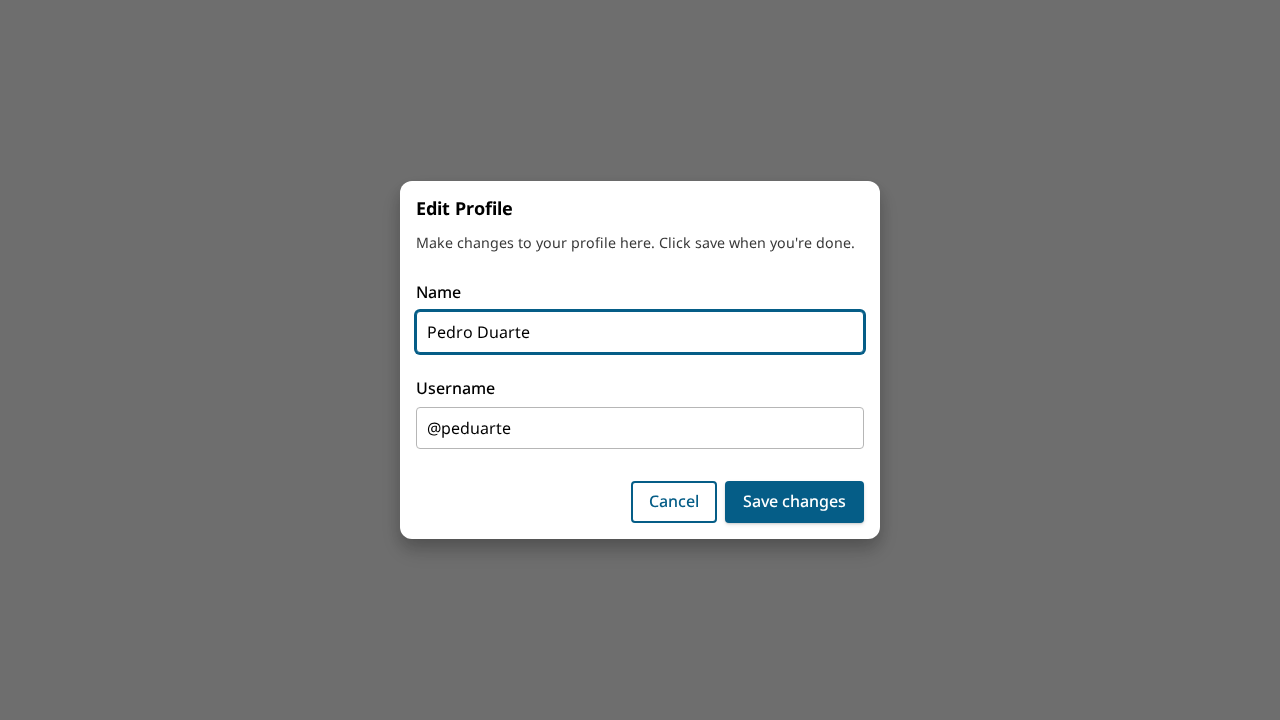 Edit Profile
Make changes to your profile here. Click save when you're done.
Name
Pedro Duarte
Username
@peduarte
Cancel
Save changes